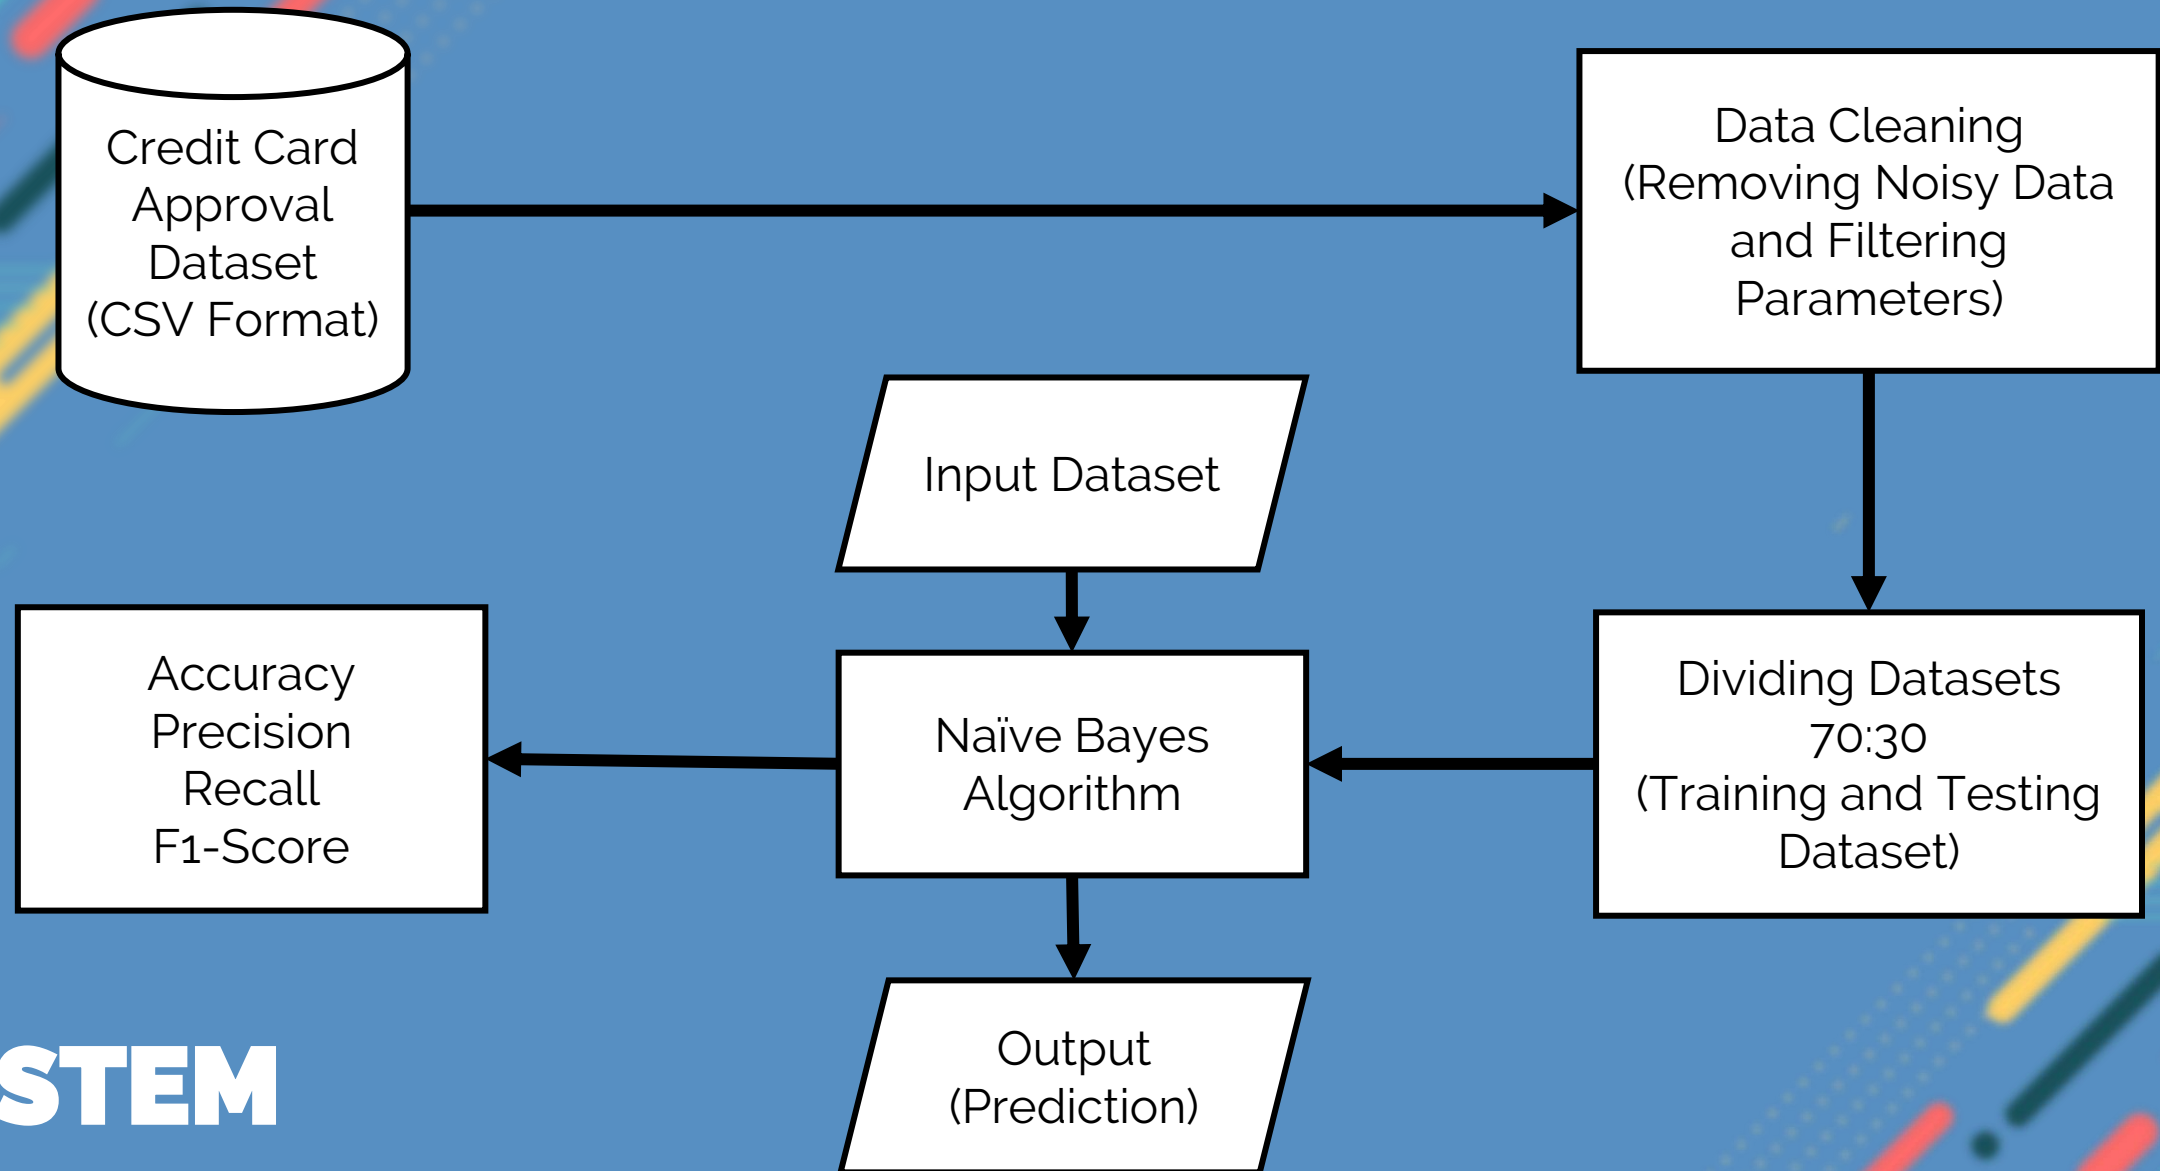 Credit Card
Approval
Dataset
(CSV Format)
Data Cleaning
(Removing Noisy Data
and Filtering
Parameters)
Input Dataset
Accuracy
Precision
Recall
F1-Score
Naïve Bayes
Algorithm
Dividing Datasets
70:30
(Training and Testing
Dataset)
Output
(Prediction)
STEM